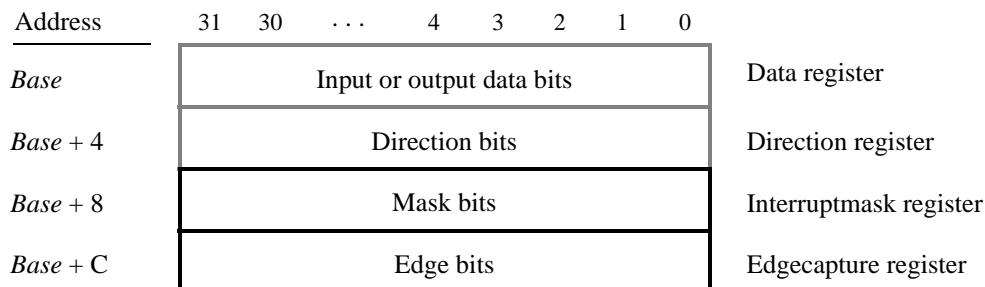 Address 31 30 . . . 4 3 2 1 0
Base Input or output data bits Data register
Base + 4 Direction bits Direction register
Base + 8 Mask bits Interruptmask register
Base + C Edge bits Edgecapture register